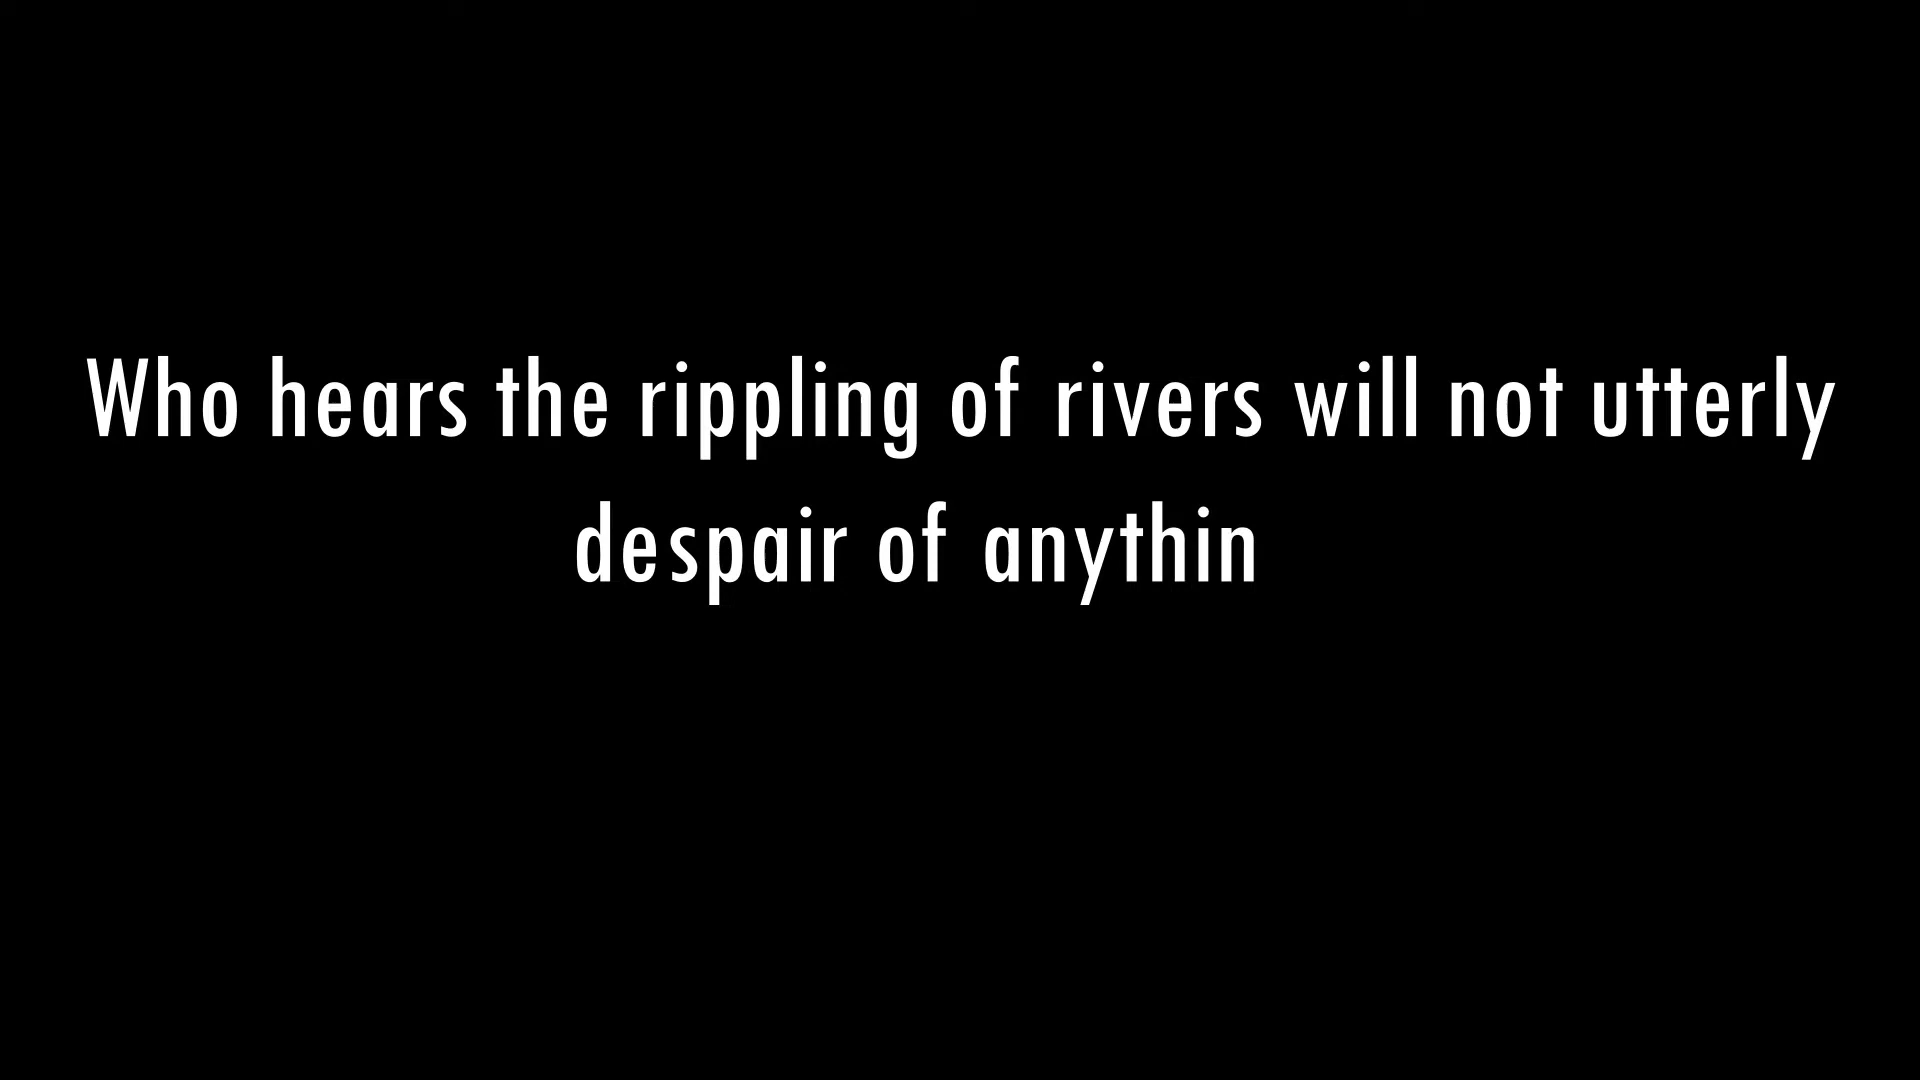 Who hears the rippling of rivers will not utterly
despair of anythin